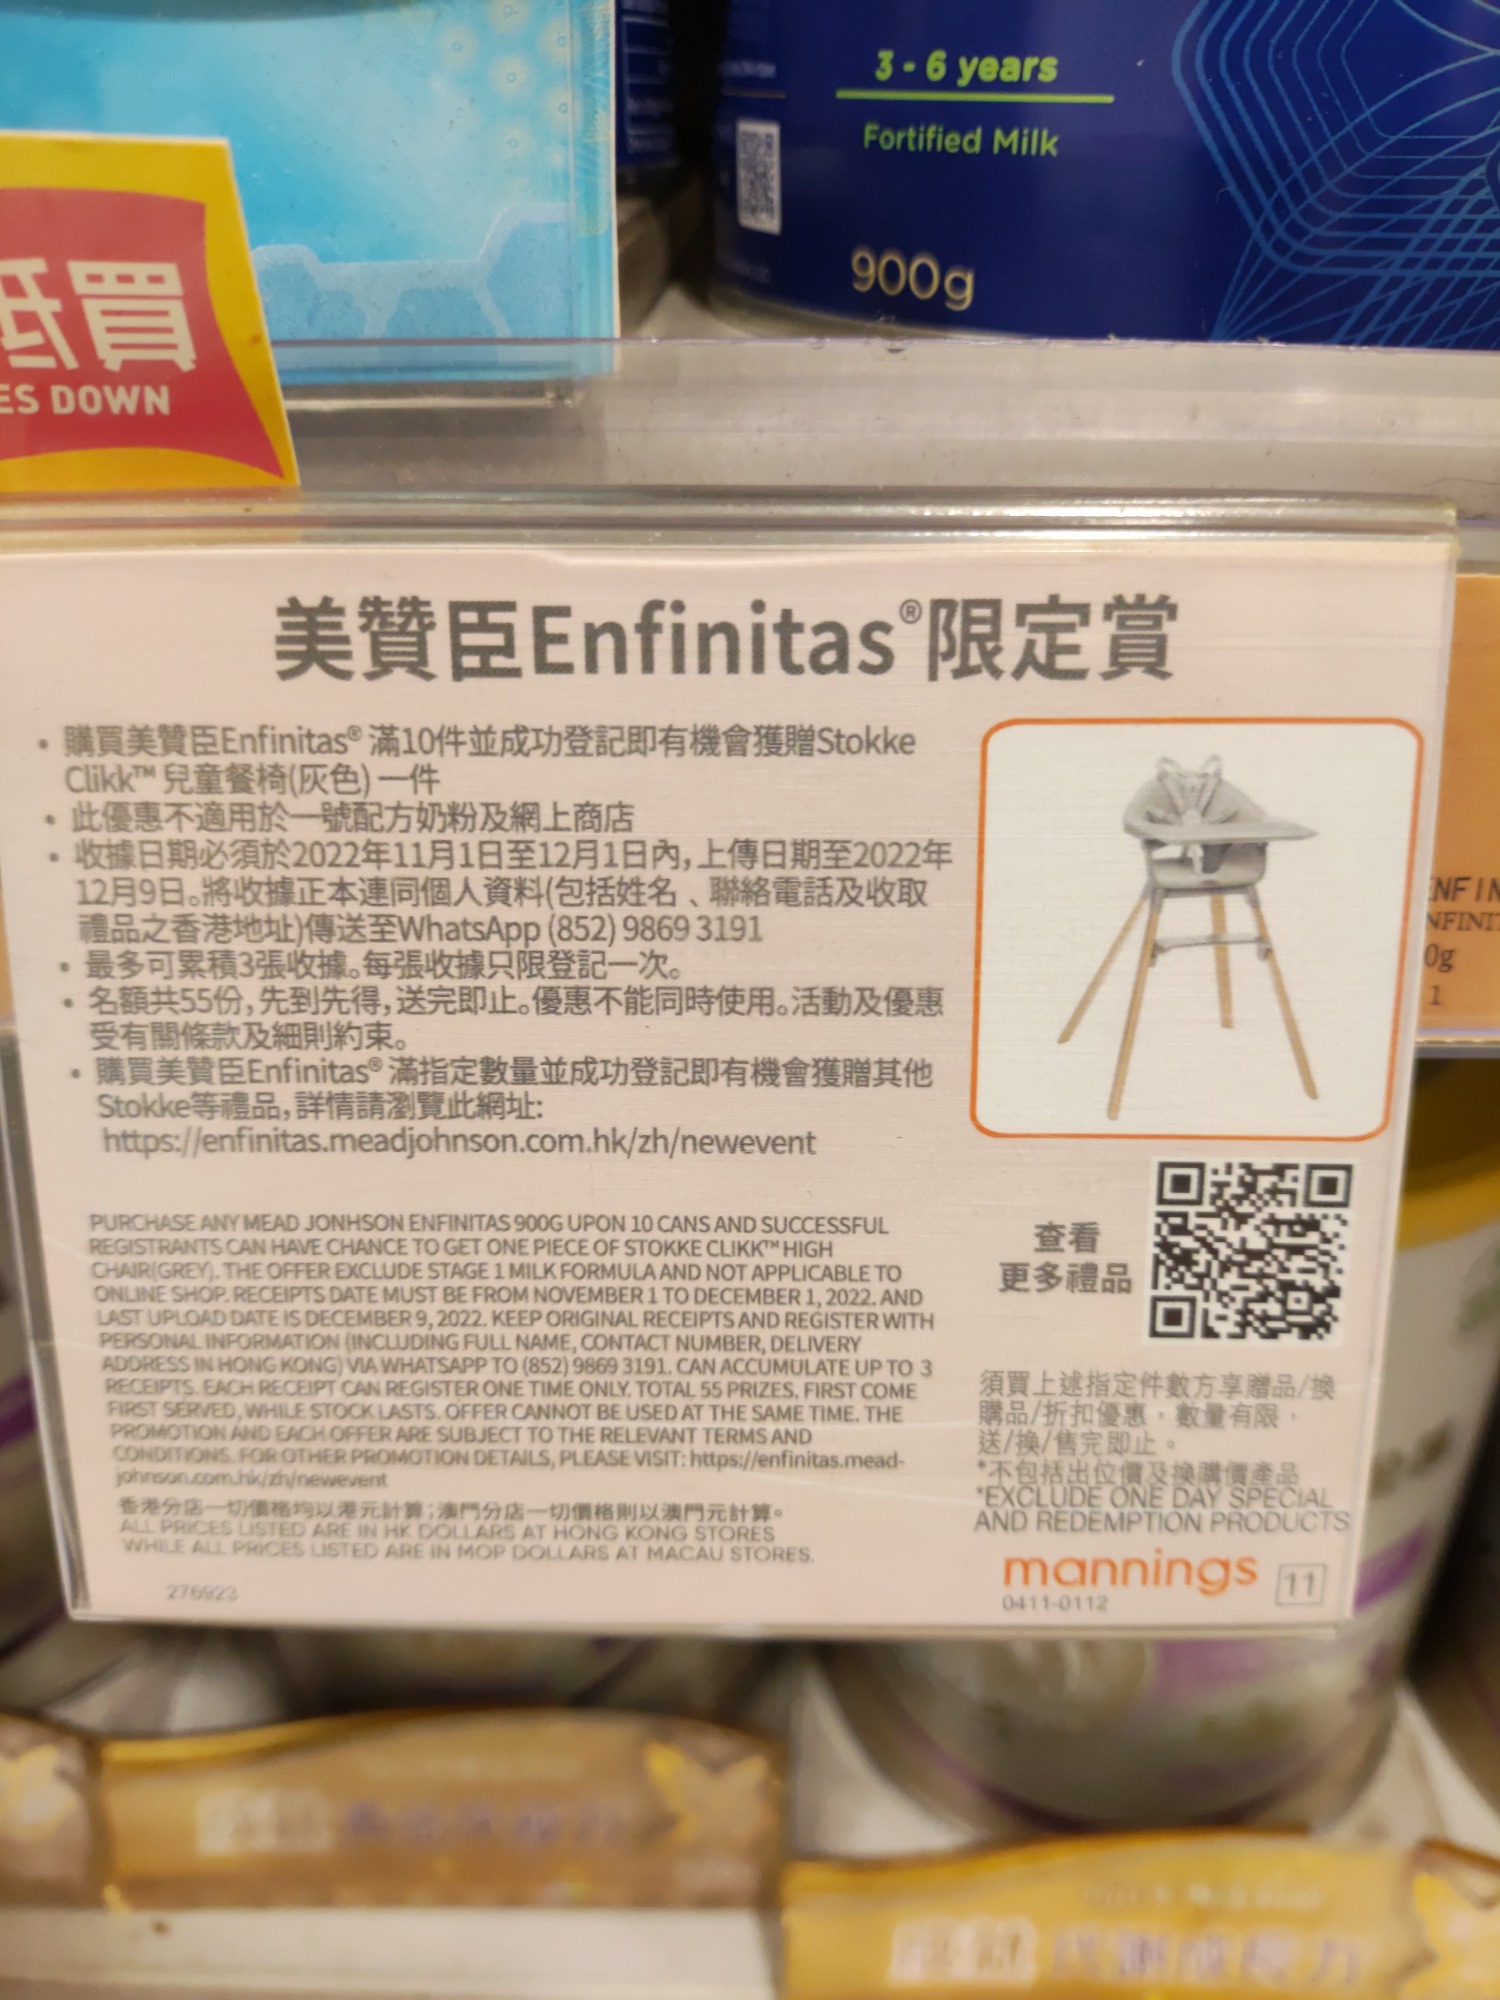 3 - 6 years
Fortified Milk
900g
低買
ES DOWN
美贊臣Enfinitas®限定賞
• 購買美贊臣Enfinitas® 滿10件並成功登記即有機會獲贈Stokke
Clikk™ 兒童餐椅(灰色) 一件
• 此優惠不適用於一號配方奶粉及網上商店
• 收據日期必須於2022年11月1日至12月1日內, 上傳日期至2022年
12月9日。將收據正本連同個人資料(包括姓名、聯絡電話及收取
禮品之香港地址)傳送至WhatsApp (852) 9869 3191
• 最多可累積3張收據。每張收據只限登記一次。
• 名額共55份, 先到先得, 送完即止。優惠不能同時使用。活動及優惠
受有關條款及細則約束。
• 購買美贊臣Enfinitas® 滿指定數量並成功登記即有機會獲贈其他
Stokke等禮品, 詳情請瀏覽此網址:
https://enfinitas.meadjohnson.com.hk/zh/newevent
PURCHASE ANY MEAD JONHSON ENFINITAS 900G UPON 10 CANS AND SUCCESSFUL
REGISTRANTS CAN HAVE CHANCE TO GET ONE PIECE OF STOKKE CLIKK™ HIGH
CHAIR(GREY). THE OFFER EXCLUDE STAGE 1 MILK FORMULA AND NOT APPLICABLE TO
ONLINE SHOP. RECEIPTS DATE MUST BE FROM NOVEMBER 1 TO DECEMBER 1, 2022. AND
LAST UPLOAD DATE IS DECEMBER 9, 2022. KEEP ORIGINAL RECEIPTS AND REGISTER WITH
PERSONAL INFORMATION (INCLUDING FULL NAME, CONTACT NUMBER, DELIVERY
ADDRESS IN HONG KONG) VIA WHATSAPP TO (852) 9869 3191. CAN ACCUMULATE UP TO 3
RECEIPTS. EACH RECEIPT CAN REGISTER ONE TIME ONLY. TOTAL 55 PRIZES. FIRST COME
FIRST SERVED, WHILE STOCK LASTS. OFFER CANNOT BE USED AT THE SAME TIME. THE
PROMOTION AND EACH OFFER ARE SUBJECT TO THE RELEVANT TERMS AND
CONDITIONS. FOR OTHER PROMOTION DETAILS, PLEASE VISIT: https://enfinitas.mead-
johnson.com.hk/zh/newevent
香港分店一切價格均以港元計算；澳門分店一切價格則以澳門元計算。
ALL PRICES LISTED ARE IN HK DOLLARS AT HONG KONG STORES
WHILE ALL PRICES LISTED ARE IN MOP DOLLARS AT MACAU STORES.
276923
查看
更多禮品
須買上述指定件數方享贈品/換
購品/折扣優惠，數量有限，
送/換/售完即止。
*不包括出位價及換購價產品
*EXCLUDE ONE DAY SPECIAL
AND REDEMPTION PRODUCTS
mannings 11
0411-0112
ENFIN
NFINIT
0g
1